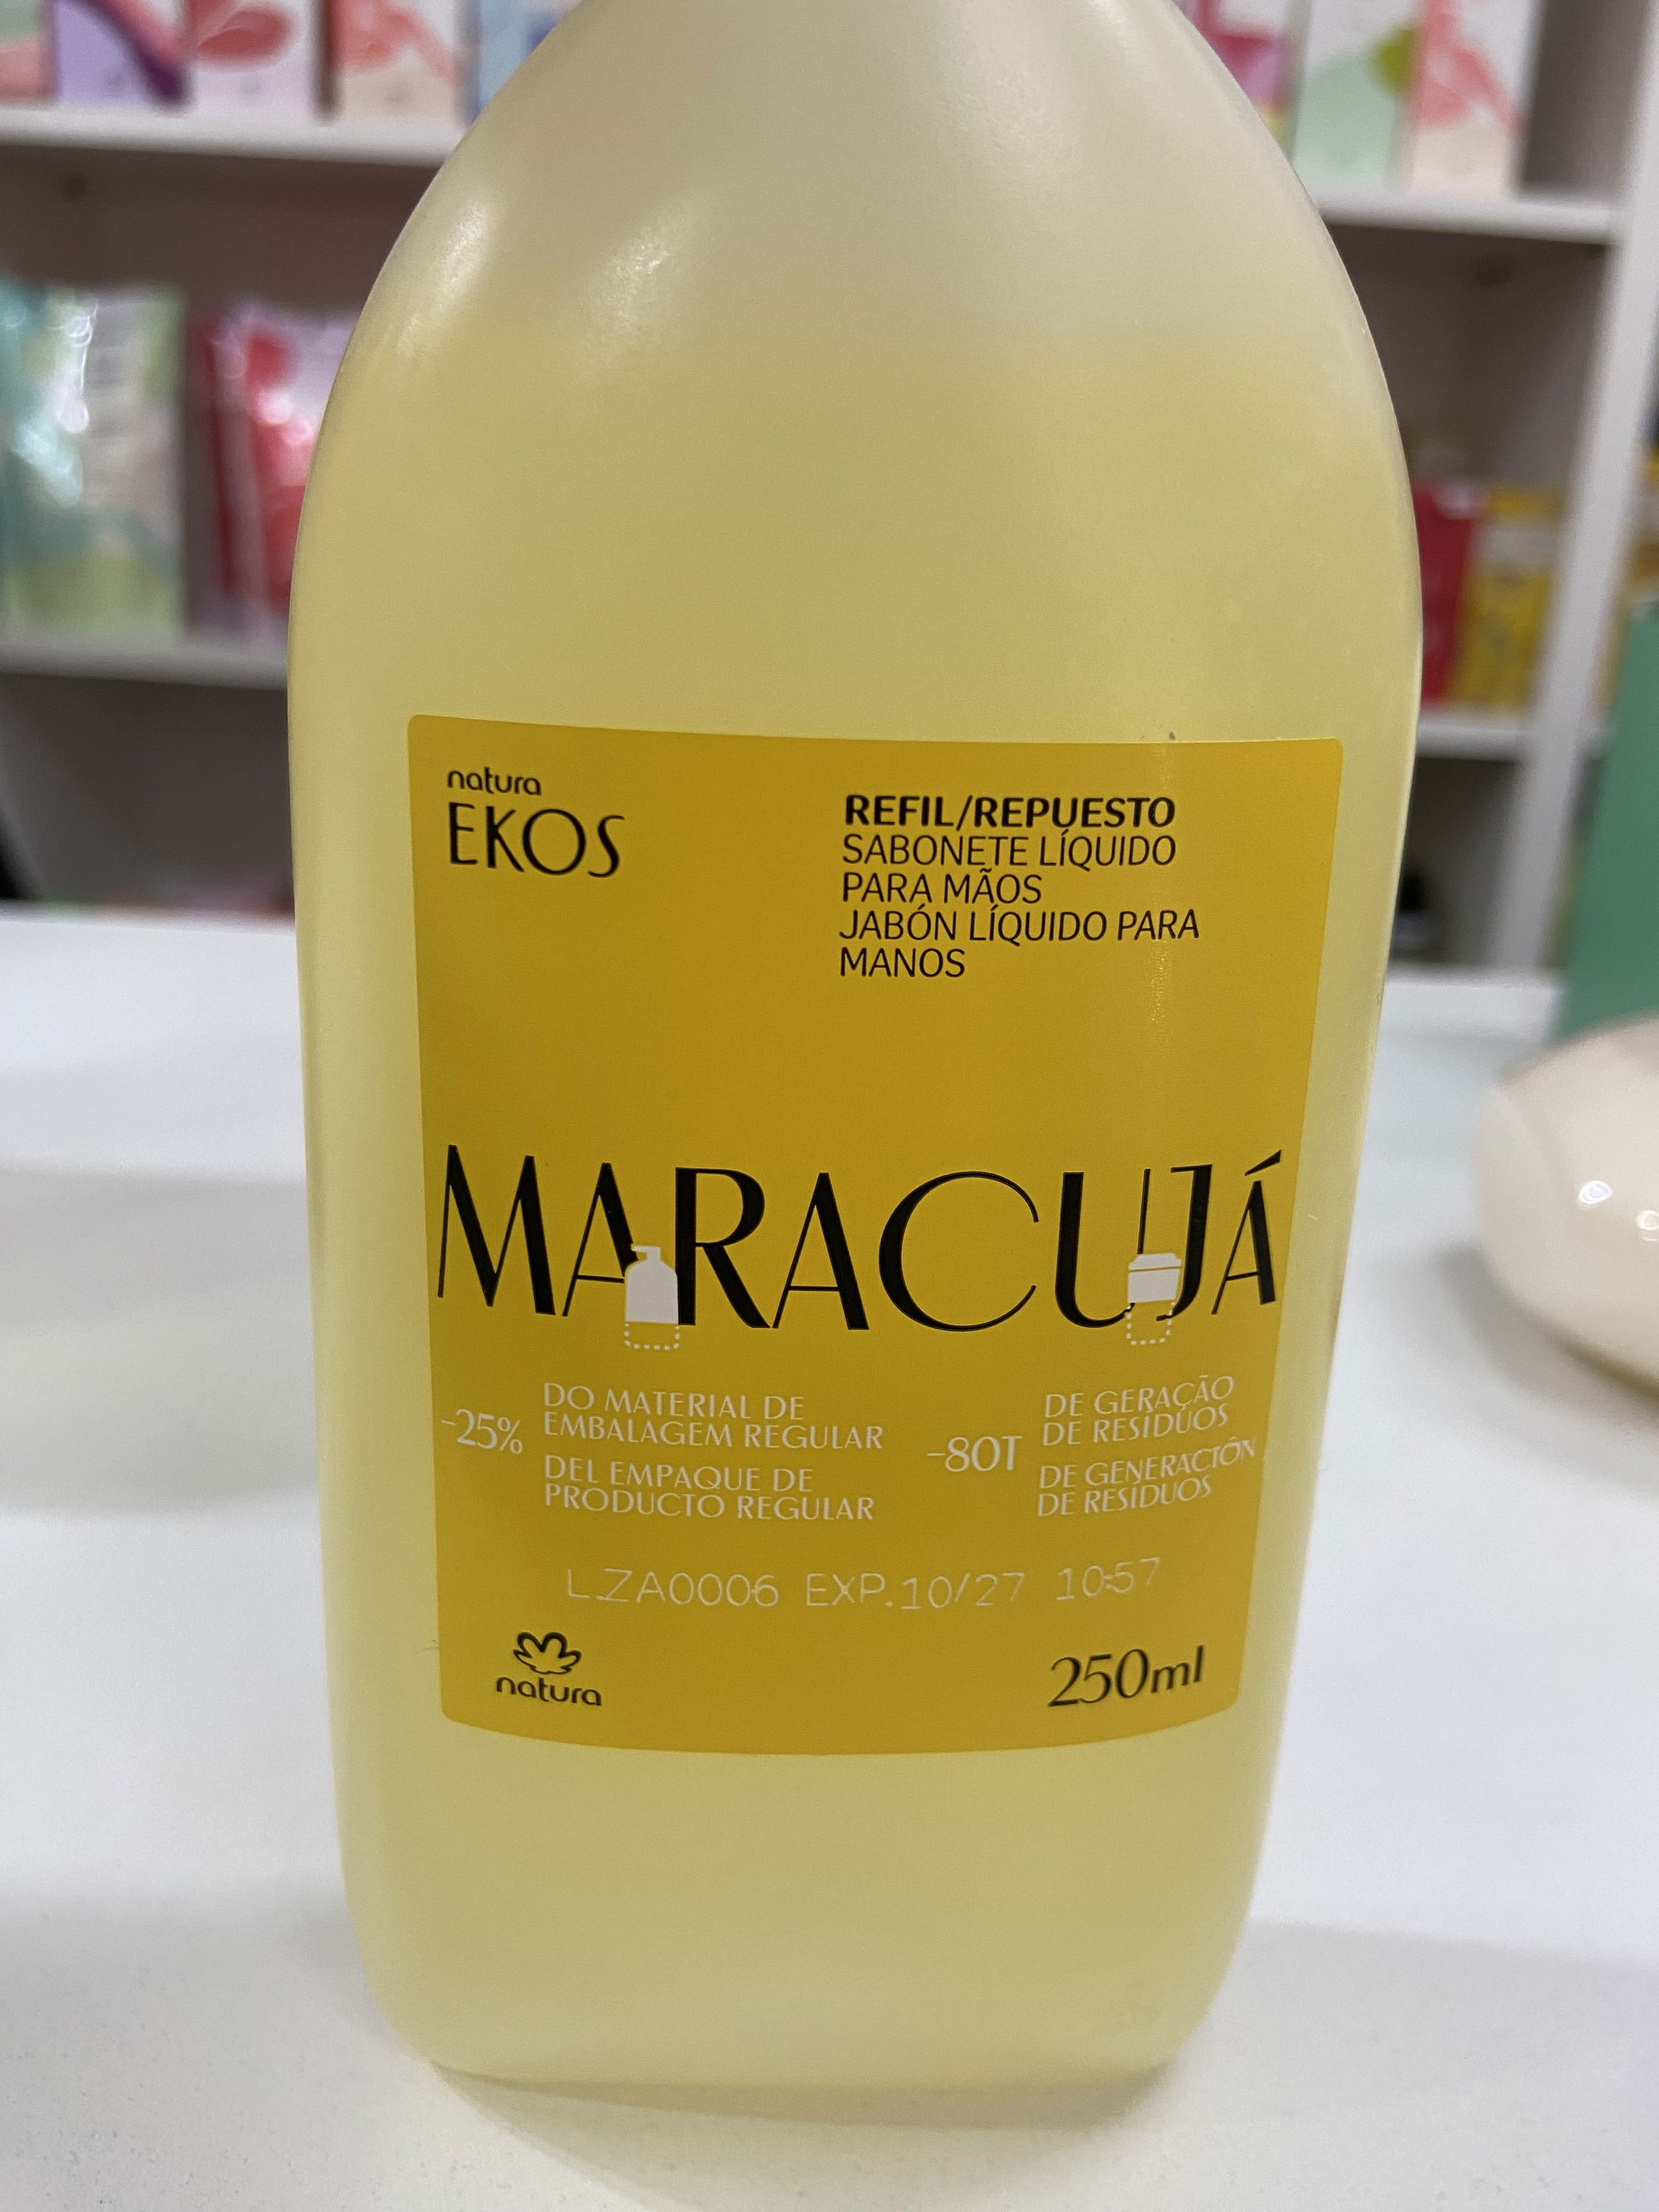 natura
EKOS
REFIL/REPUESTO
SABONETE LÍQUIDO
PARA MÃOS
JABÓN LÍQUIDO PARA
MANOS
MARACUJÁ
-25%
DO MATERIAL DE
EMBALAGEM REGULAR
DEL EMPAQUE DE
PRODUCTO REGULAR
-80T
DE GERAÇÃO
DE RESÍDUOS
DE GENERACIÓN
DE RESIDUOS
L.ZA0006 EXP.10/27 10:57
natura
250ml